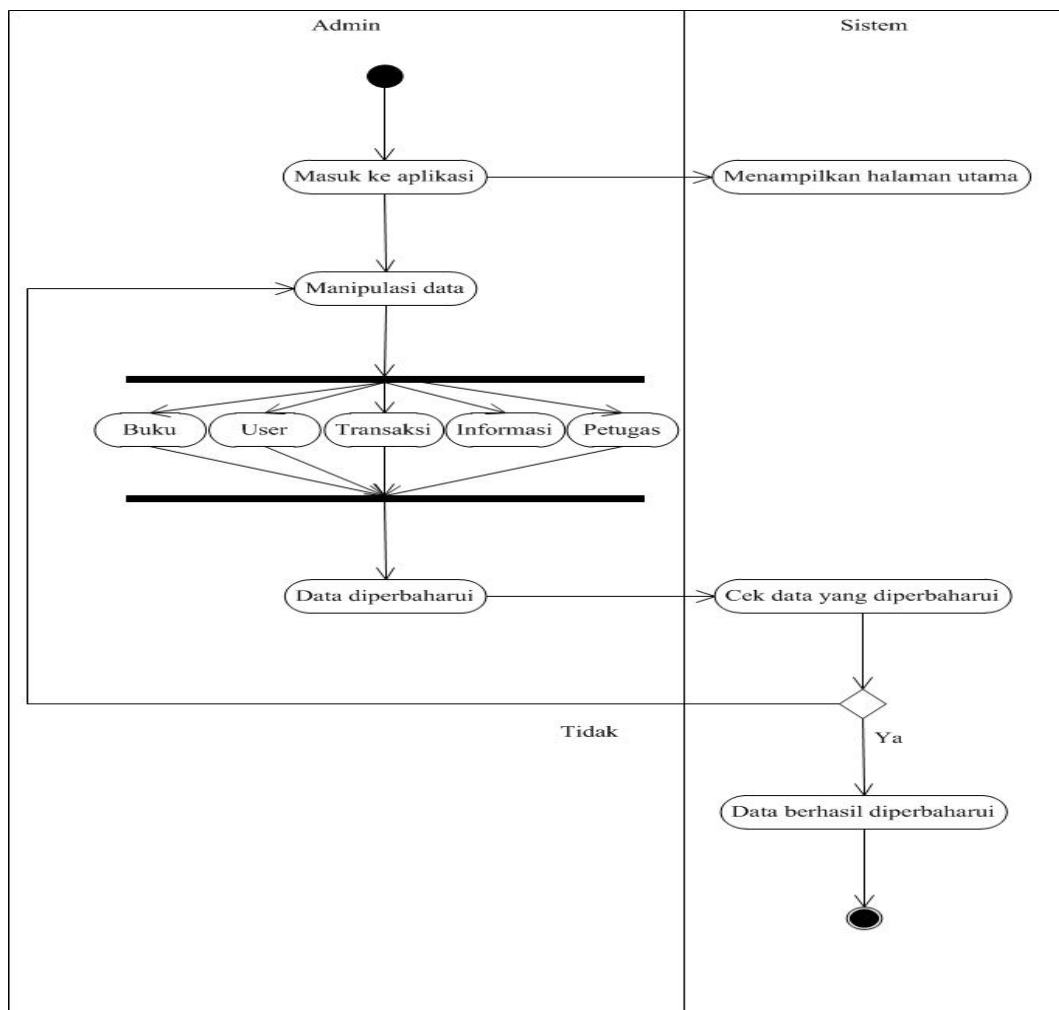 Admin
Sistem
Masuk ke aplikasi
Menampilkan halaman utama
Manipulasi data
Buku
User
Transaksi
Informasi
Petugas
Data diperbaharui
Cek data yang diperbaharui
Tidak
Ya
Data berhasil diperbaharui